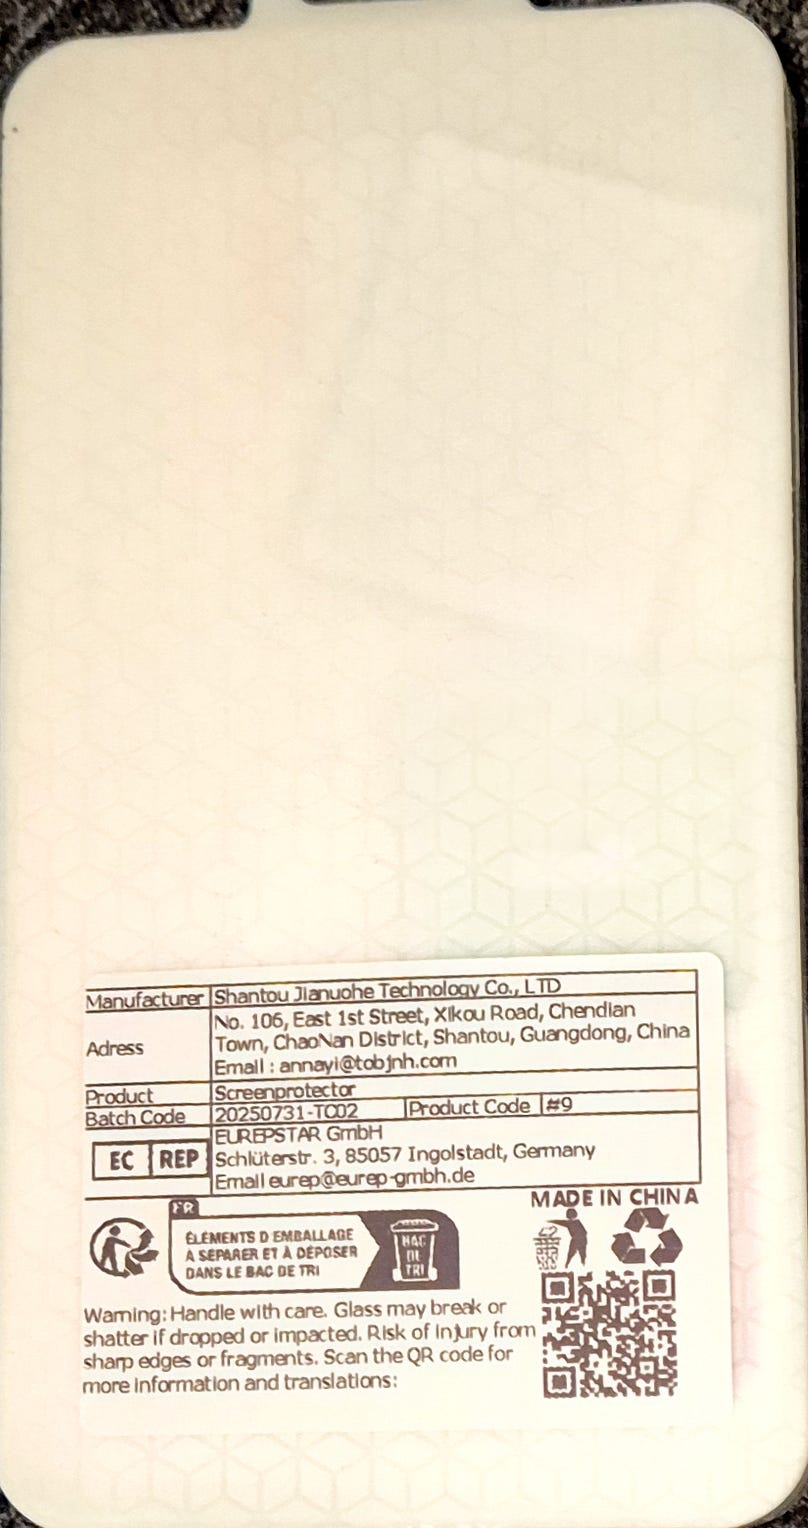 Manufacturer Shantou Jianuohe Technology Co., LTD
Adress No. 106, East 1st Street, Xikou Road, Chendian
Town, ChaoNan District, Shantou, Guangdong, China
Email : annayi@tobjnh.com
Product Screenprotector
Batch Code 20250731-TC02 Product Code #9
EC REP EUREPSTAR GmbH
Schlüterstr. 3, 85057 Ingolstadt, Germany
Email eurep@eurep-gmbh.de
MADE IN CHINA
FR
ÉLÉMENTS D EMBALLAGE
A SÉPARER ET À DÉPOSER
DANS LE BAC DE TRI
BAC
DE
TRI
Warning: Handle with care. Glass may break or
shatter if dropped or impacted. Risk of Injury from
sharp edges or fragments. Scan the QR code for
more information and translations: